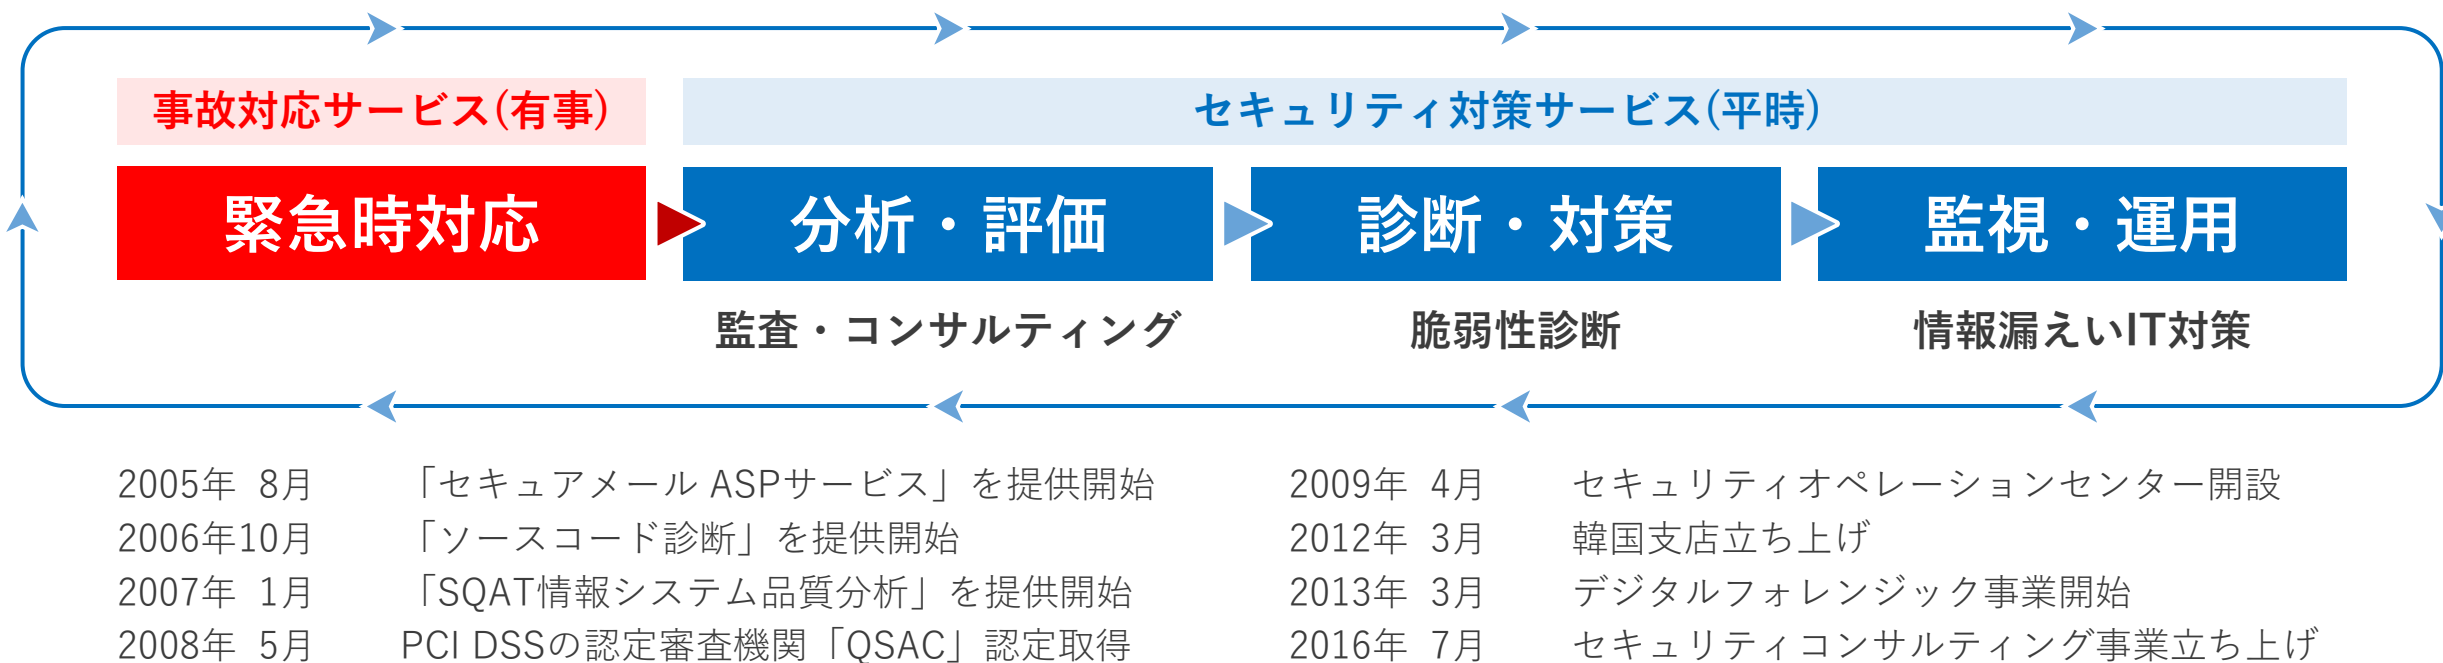 事故対応サービス(有事)
セキュリティ対策サービス(平時)
緊急時対応
分析・評価
診断・対策
監視・運用
監査・コンサルティング
脆弱性診断
情報漏えいIT対策
2005年 8月 「セキュアメール ASPサービス」を提供開始
2006年10月 「ソースコード診断」を提供開始
2007年 1月 「SQAT情報システム品質分析」を提供開始
2008年 5月 PCI DSSの認定審査機関「QSAC」認定取得
2009年 4月 セキュリティオペレーションセンター開設
2012年 3月 韓国支店立ち上げ
2013年 3月 デジタルフォレンジック事業開始
2016年 7月 セキュリティコンサルティング事業立ち上げ